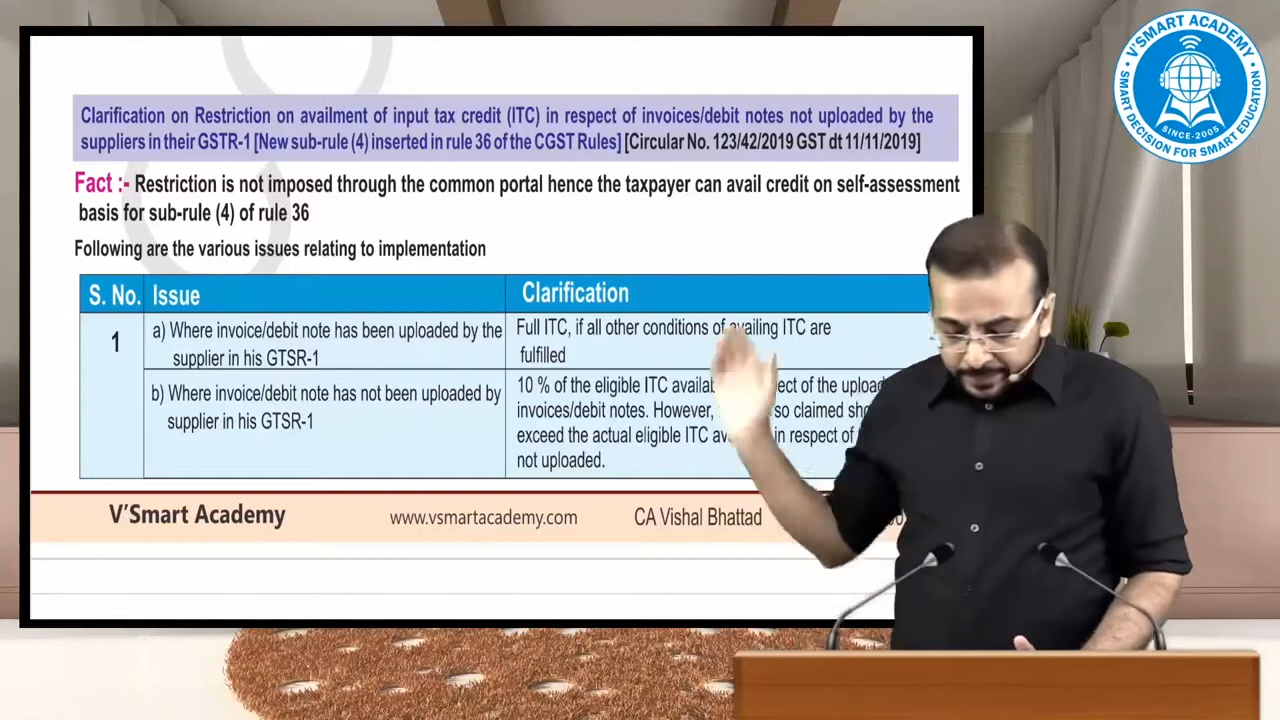 V'SMART ACADEMY
SMART DECISION FOR SMART EDUCATION
SINCE-2005
Clarification on Restriction on availment of input tax credit (ITC) in respect of invoices/debit notes not uploaded by the
suppliers in their GSTR-1 [New sub-rule (4) inserted in rule 36 of the CGST Rules] [Circular No. 123/42/2019 GST dt 11/11/2019]
Fact :- Restriction is not imposed through the common portal hence the taxpayer can avail credit on self-assessment
basis for sub-rule (4) of rule 36
Following are the various issues relating to implementation
S. No. Issue Clarification
1
a) Where invoice/debit note has been uploaded by the
supplier in his GTSR-1
Full ITC, if all other conditions of availing ITC are
fulfilled
b) Where invoice/debit note has not been uploaded by
supplier in his GTSR-1
10 % of the eligible ITC of the
invoices/debit notes. However, so claimed
exceed the actual eligible ITC in respect of
not uploaded.
V'Smart Academy www.vsmartacademy.com CA Vishal Bhattad